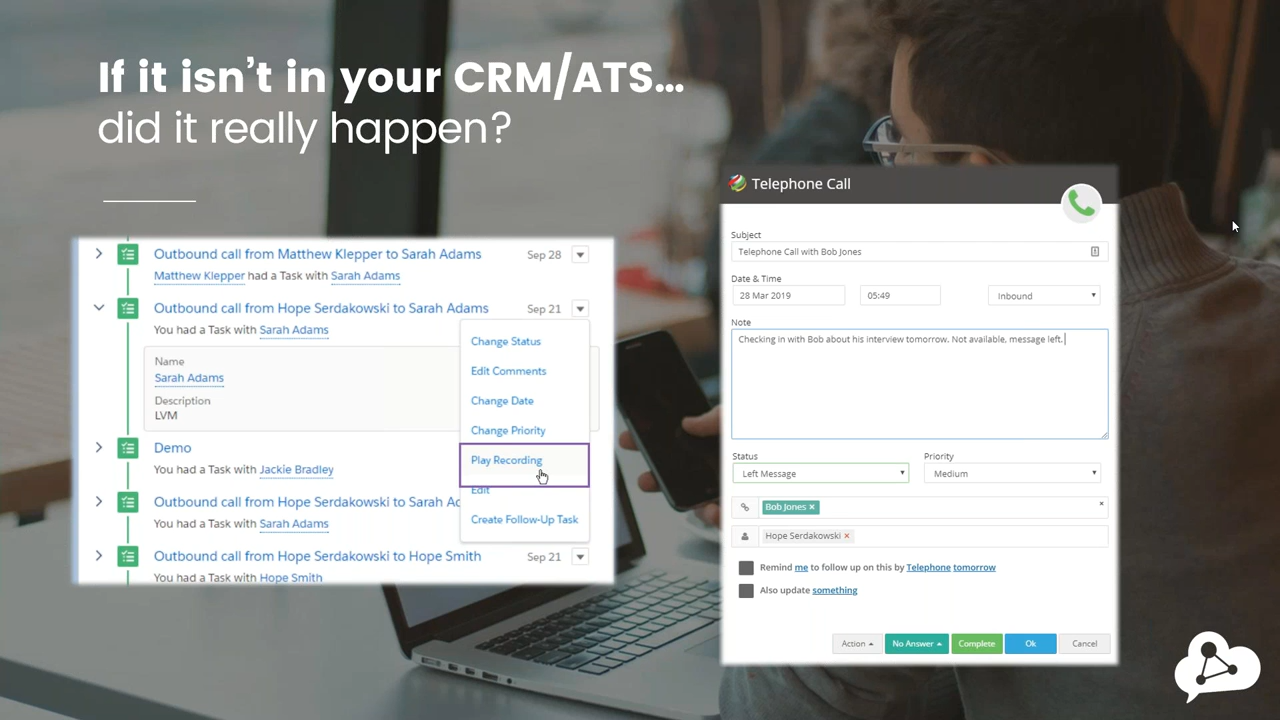 If it isn’t in your CRM/ATS...
did it really happen?
Outbound call from Matthew Klepper to Sarah Adams
Sep 28
Matthew Klepper had a Task with Sarah Adams
Outbound call from Hope Serdakowski to Sarah Adams
Sep 21
You had a Task with Sarah Adams
Name
Sarah Adams
Description
LVM
Change Status
Edit Comments
Change Date
Change Priority
Play Recording
Edit
Create Follow-Up Task
Demo
You had a Task with Jackie Bradley
Outbound call from Hope Serdakowski to Sarah Ad
You had a Task with Sarah Adams
Outbound call from Hope Serdakowski to Hope Smith
Sep 21
You had a Task with Hope Smith
Telephone Call
Subject
Telephone Call with Bob Jones
Date & Time
28 Mar 2019
05:49
Inbound
Note
Checking in with Bob about his interview tomorrow. Not available, message left.
Status
Priority
Left Message
Medium
Bob Jones ×
×
Hope Serdakowski ×
Remind me to follow up on this by Telephone tomorrow
Also update something
Action
No Answer
Complete
Ok
Cancel